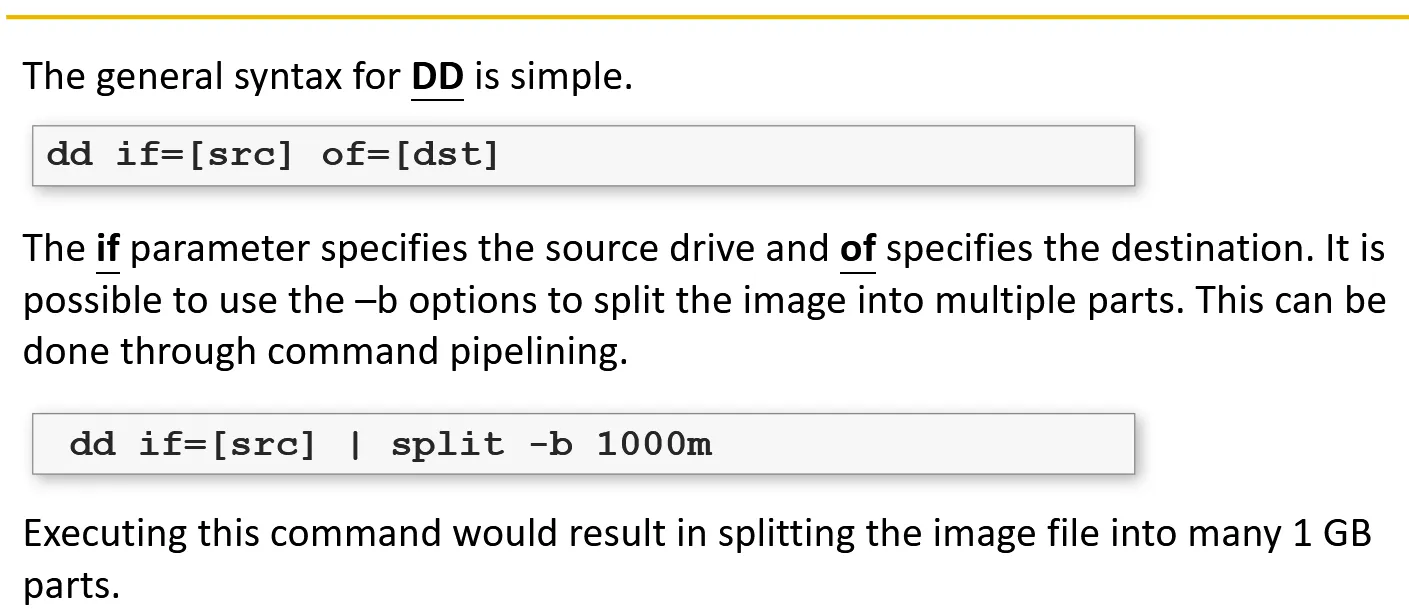 The general syntax for DD is simple.
dd if=[src] of=[dst]
The if parameter specifies the source drive and of specifies the destination. It is
possible to use the –b options to split the image into multiple parts. This can be
done through command pipelining.
dd if=[src] | split -b 1000m
Executing this command would result in splitting the image file into many 1 GB
parts.